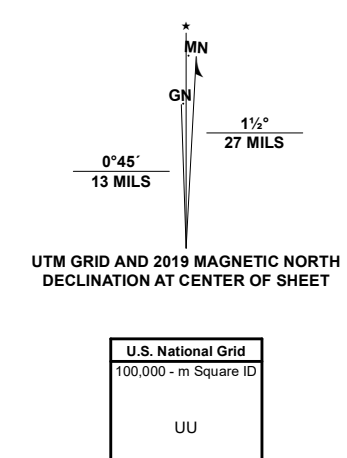 ★
MN
GN
1½°
27 MILS
0°45´
13 MILS
UTM GRID AND 2019 MAGNETIC NORTH
DECLINATION AT CENTER OF SHEET
U.S. National Grid
100,000 - m Square ID
UU